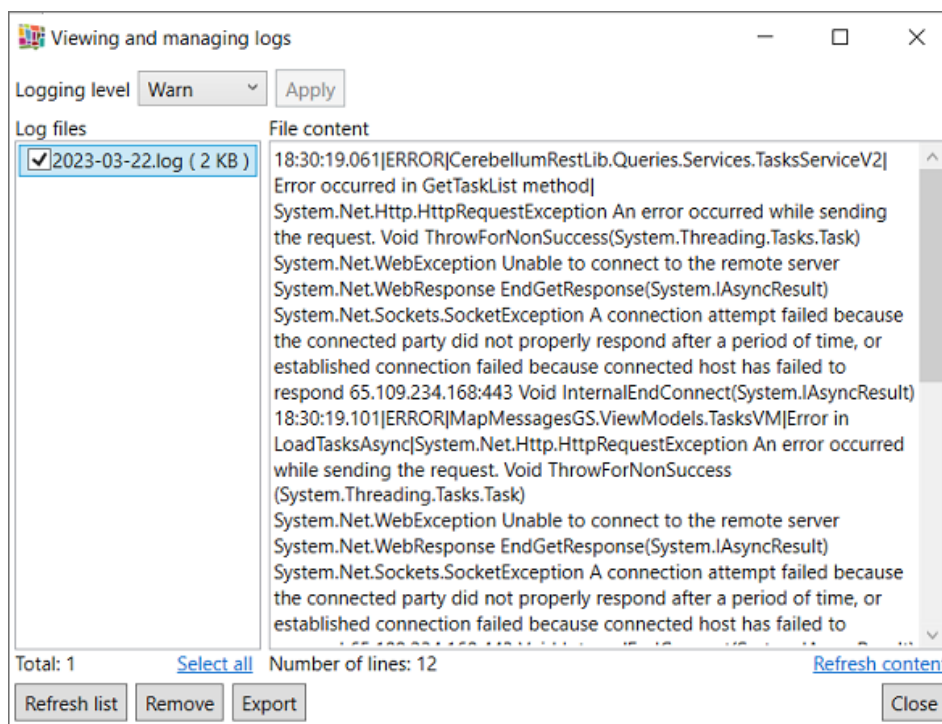 Viewing and managing logs
Logging level Warn Apply
Log files
File content
2023-03-22.log ( 2 KB )
18:30:19.061|ERROR|CerebellumRestLib.Queries.Services.TasksServiceV2|
Error occurred in GetTaskList method|
System.Net.Http.HttpRequestException An error occurred while sending
the request. Void ThrowForNonSuccess(System.Threading.Tasks.Task)
System.Net.WebException Unable to connect to the remote server
System.Net.WebResponse EndGetResponse(System.IAsyncResult)
System.Net.Sockets.SocketException A connection attempt failed because
the connected party did not properly respond after a period of time, or
established connection failed because connected host has failed to
respond 65.109.234.168:443 Void InternalEndConnect(System.IAsyncResult)
18:30:19.101|ERROR|MapMessagesGS.ViewModels.TasksVM|Error in
LoadTasksAsync|System.Net.Http.HttpRequestException An error occurred
while sending the request. Void ThrowForNonSuccess
(System.Threading.Tasks.Task)
System.Net.WebException Unable to connect to the remote server
System.Net.WebResponse EndGetResponse(System.IAsyncResult)
System.Net.Sockets.SocketException A connection attempt failed because
the connected party did not properly respond after a period of time, or
established connection failed because connected host has failed to
Total: 1 Select all Number of lines: 12 Refresh content
Refresh list Remove Export Close